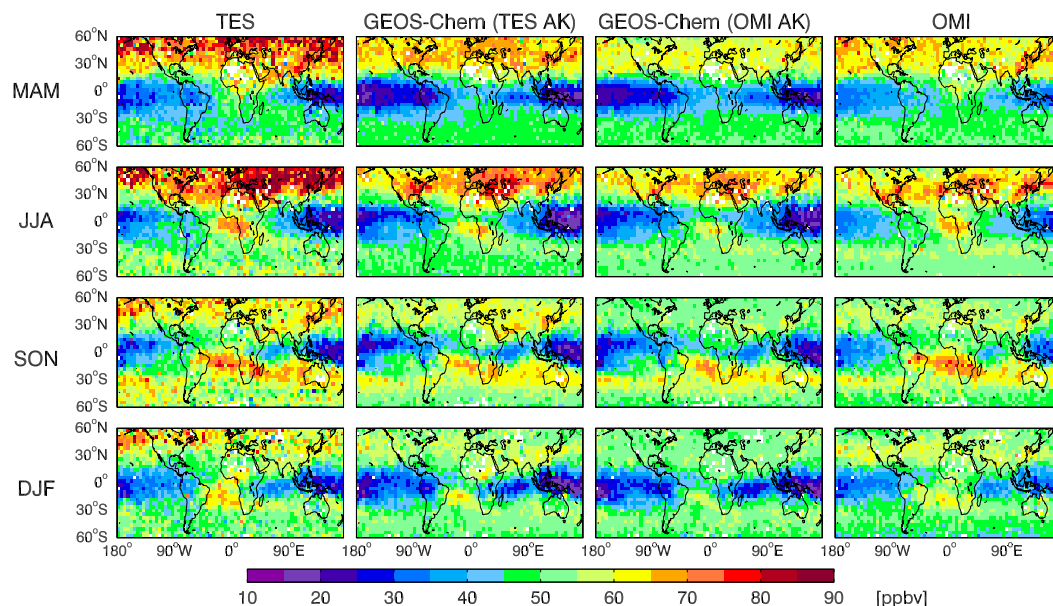 TES GEOS-Chem (TES AK) GEOS-Chem (OMI AK) OMI
60°N
30°N
MAM 0°
30°S
60°S
60°N
30°N
JJA 0°
30°S
60°S
60°N
30°N
SON 0°
30°S
60°S
60°N
30°N
DJF 0°
30°S
60°S
180° 90°W 0° 90°E 180° 90°W 0° 90°E 180° 90°W 0° 90°E 180° 90°W 0° 90°E
10 20 30 40 50 60 70 80 90 [ppbv]